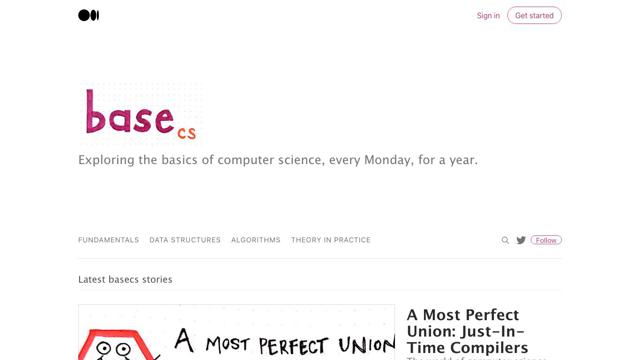 Sign in Get started
base cs
Exploring the basics of computer science, every Monday, for a year.
FUNDAMENTALS DATA STRUCTURES ALGORITHMS THEORY IN PRACTICE Follow
Latest basecs stories
A MOST PERFECT UNION
A Most Perfect
Union: Just-In-
Time Compilers